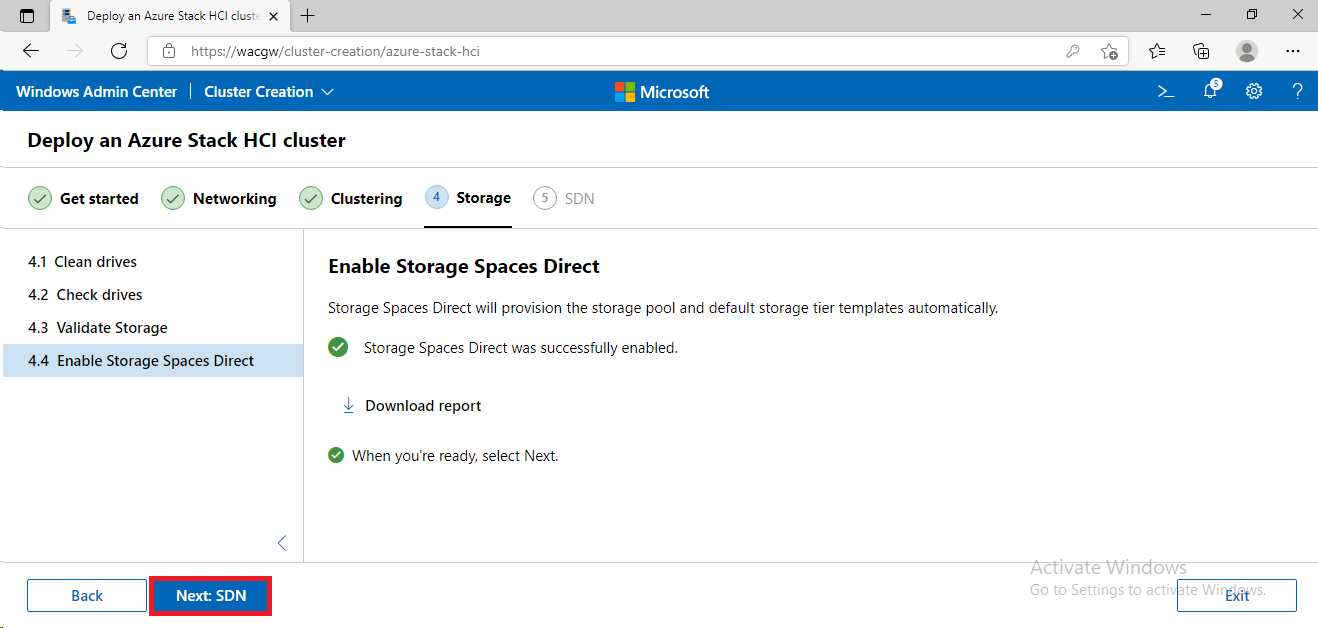 Deploy an Azure Stack HCI cluste
https://wacgw/cluster-creation/azure-stack-hci
Windows Admin Center | Cluster Creation
Microsoft
5
?
Deploy an Azure Stack HCI cluster
Get started
Networking
Clustering
4 Storage
5 SDN
4.1 Clean drives
4.2 Check drives
4.3 Validate Storage
4.4 Enable Storage Spaces Direct
Enable Storage Spaces Direct
Storage Spaces Direct will provision the storage pool and default storage tier templates automatically.
Storage Spaces Direct was successfully enabled.
Download report
When you're ready, select Next.
Activate Windows
Go to Settings to activate Windows.
Back
Next: SDN
Exit